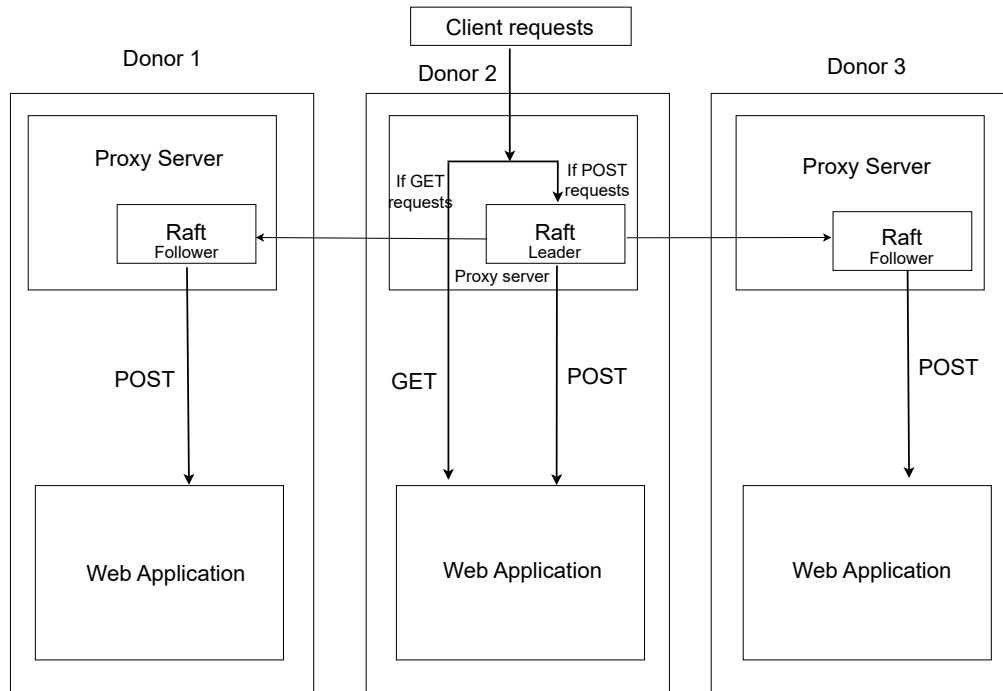 Client requests
Donor 1
Donor 2
Donor 3
Proxy Server
If GET
requests
If POST
requests
Proxy Server
Raft
Follower
Raft
Leader
Raft
Follower
Proxy server
POST
GET
POST
POST
Web Application
Web Application
Web Application